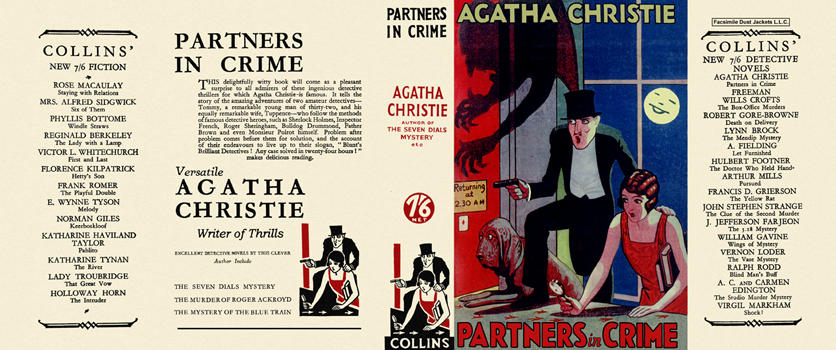 COLLINS'
NEW 7/6 FICTION
ROSE MACAULAY
Staying with Relations
MRS. ALFRED SIDGWICK
Six of Them
PHYLLIS BOTTOME
Windle Straws
REGINALD BERKELEY
The Lady with a Lamp
VICTOR L. WHITECHURCH
First and Last
FLORENCE KILPATRICK
Hetty's Son
FRANK ROMER
The Playful Double
E. WYNNE TYSON
Melody
NORMAN GILES
Keerboskloof
KATHARINE HAVILAND
TAYLOR
Pablito
KATHARINE TYNAN
The River
LADY TROUBRIDGE
That Great Vow
HOLLOWAY HORN
The Intruder
PARTNERS
IN CRIME
THIS delightfully witty book will come as a pleasant
surprise to all admirers of these ingenious detective
thrillers for which Agatha Christie is famous. It tells the
story of the amazing adventures of two amateur detectives—
Tommy, a remarkable young man of thirty-two, and his
equally remarkable wife, Tuppence—who follow the methods
of famous detective heroes, such as Sherlock Holmes, Inspector
French, Roger Sheringham, Bulldog Drummond, Father
Brown and even Monsieur Poirot himself. Problem after
problem comes before them for solution, and the account
of their endeavours to live up to their slogan, "Blunt's
Brilliant Detectives! Any case solved in twenty-four hours!"
makes delicious reading.
Versatile
AGATHA
CHRISTIE
Writer of Thrills
EXCELLENT DETECTIVE NOVELS BY THIS CLEVER
Author Include
THE SEVEN DIALS MYSTERY
THE MURDER OF ROGER ACKROYD
THE MYSTERY OF THE BLUE TRAIN
PARTNERS
IN CRIME
AGATHA
CHRISTIE
AUTHOR OF
THE SEVEN DIALS
MYSTERY
etc
7/6
NET
COLLINS
AGATHA CHRISTIE
Returning
at
2.30 AM
PARTNERS in CRIME
Facsimile Dust Jackets L.L.C.
COLLINS'
NEW 7/6 DETECTIVE
NOVELS
AGATHA CHRISTIE
Partners in Crime
FREEMAN
WILLS CROFTS
The Box-Office Murders
ROBERT GORE-BROWNE
Death on Delivery
LYNN BROCK
The Mendip Mystery
A. FIELDING
Let Furnished
HULBERT FOOTNER
The Doctor Who Held Hands
ARTHUR MILLS
Pursued
FRANCIS D. GRIERSON
The Yellow Rat
JOHN STEPHEN STRANGE
The Clue of the Second Murder
J. JEFFERSON FARJEON
The 5.18 Mystery
WILLIAM GAVINE
Wings of Mystery
VERNON LODER
The Vase Mystery
RALPH RODD
Blind Man's Buff
A. C. AND CARMEN
EDINGTON
The Studio Murder Mystery
VIRGIL MARKHAM
Shock!